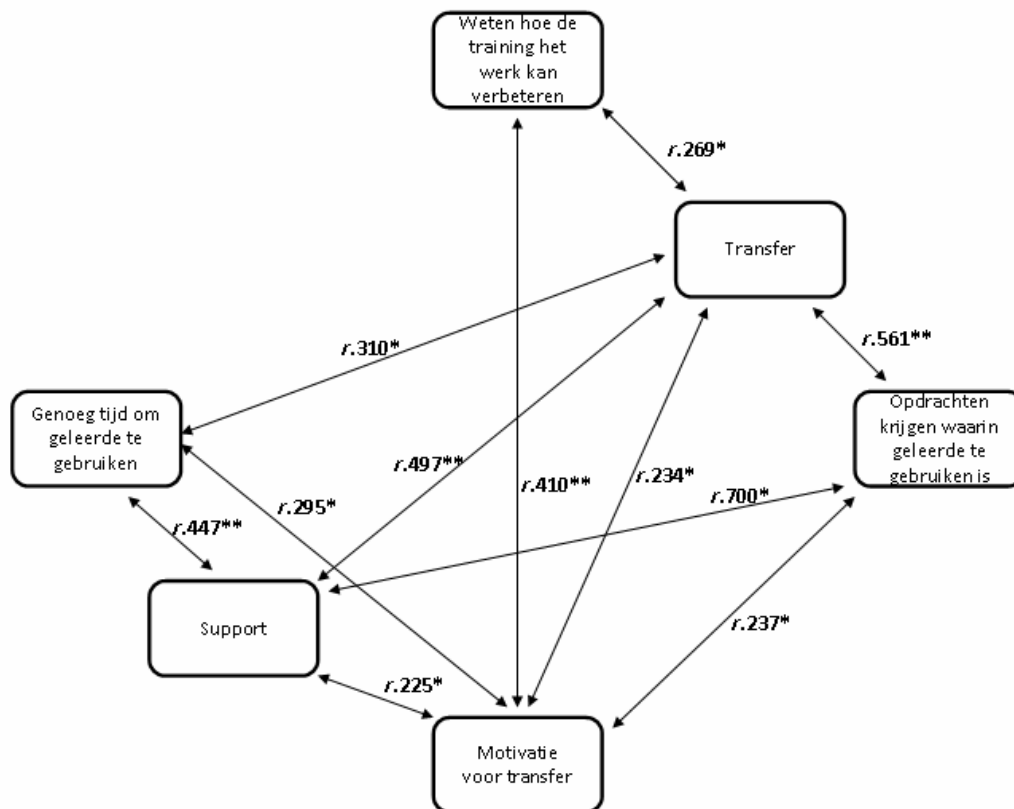 Weten hoe de
training het
werk kan
verbeteren
r.269*
Transfer
r.310*
r.561**
Genoeg tijd om
geleerde te
gebruiken
Opdrachten
krijgen waarin
geleerde te
gebruiken is
r.497**
r.234*
r.410**
r.700*
r.295*
r.447**
Support
r.237*
r.225*
Motivatie
voor transfer